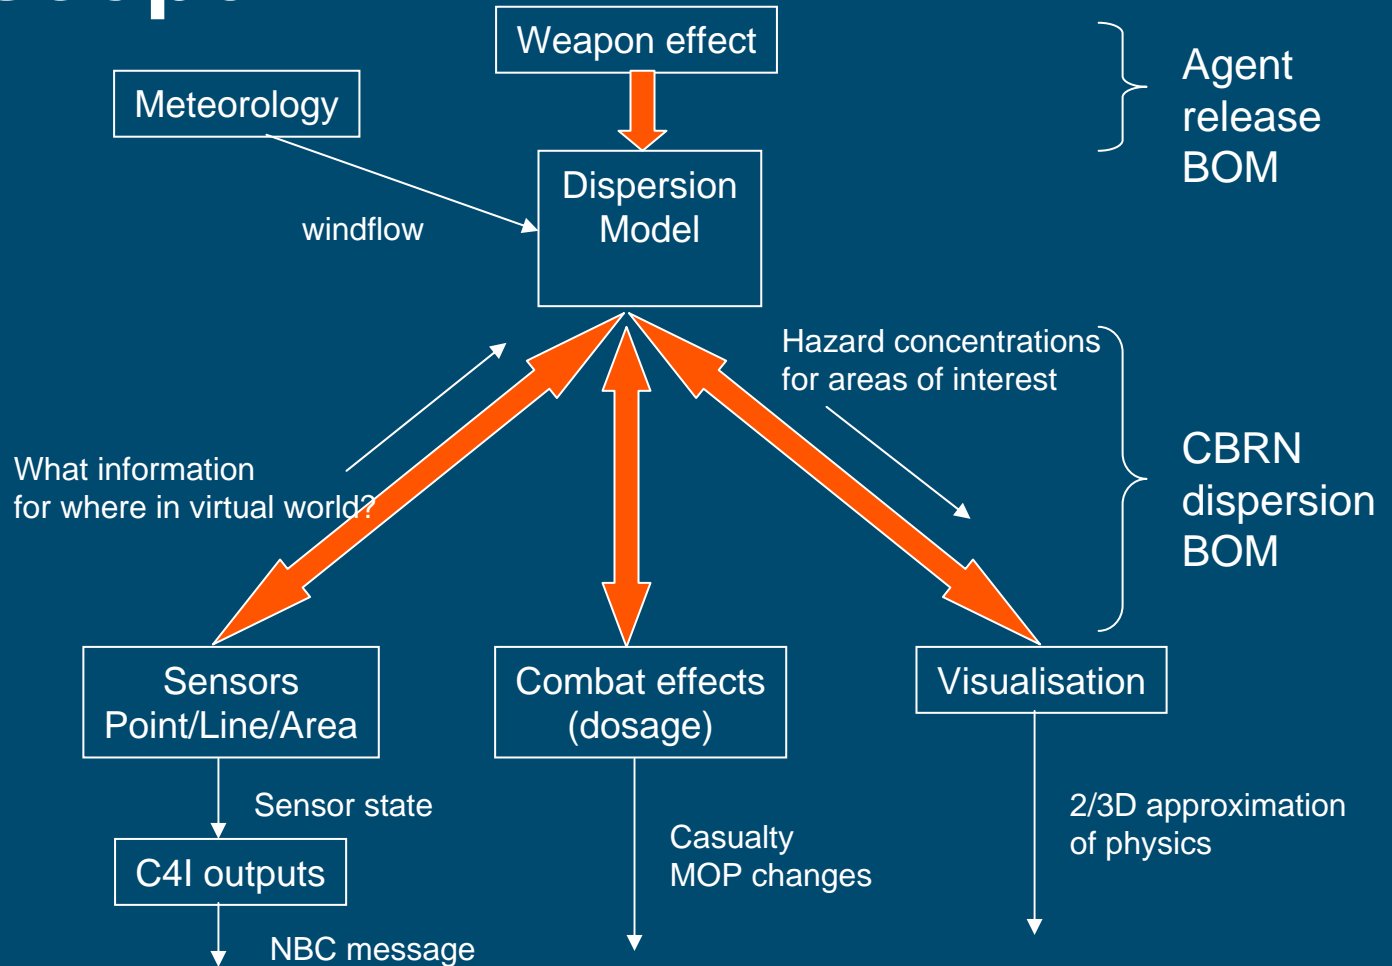 Weapon effect
Meteorology
Agent
release
BOM
Dispersion
Model
windflow
Hazard concentrations
for areas of interest
What information
for where in virtual world?
CBRN
dispersion
BOM
Sensors
Point/Line/Area
Combat effects
(dosage)
Visualisation
Sensor state
2/3D approximation
of physics
Casualty
MOP changes
C4I outputs
NBC message